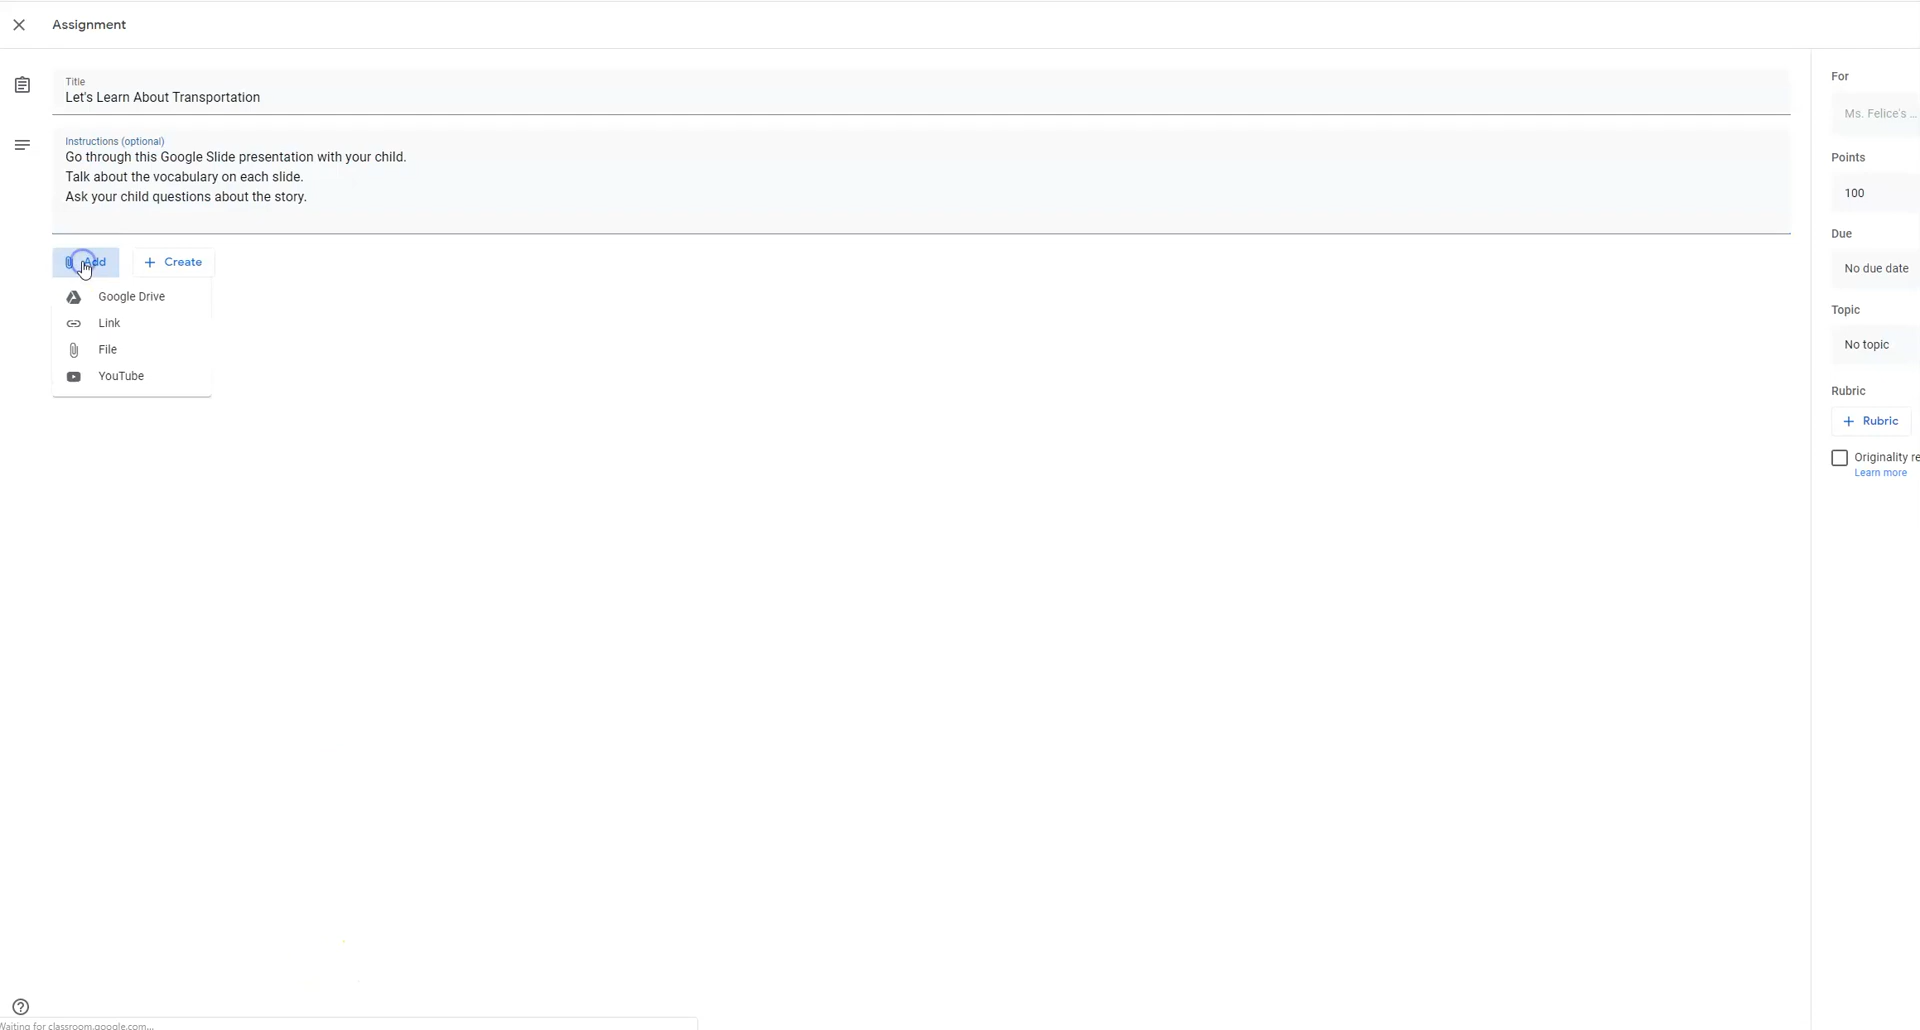 Assignment
Title
Let's Learn About Transportation
Instructions (optional)
Go through this Google Slide presentation with your child.
Talk about the vocabulary on each slide.
Ask your child questions about the story.
Add
+ Create
Google Drive
Link
File
YouTube
For
Ms. Felice's ...
Points
100
Due
No due date
Topic
No topic
Rubric
+ Rubric
Originality re
Learn more
Waiting for classroom.google.com...